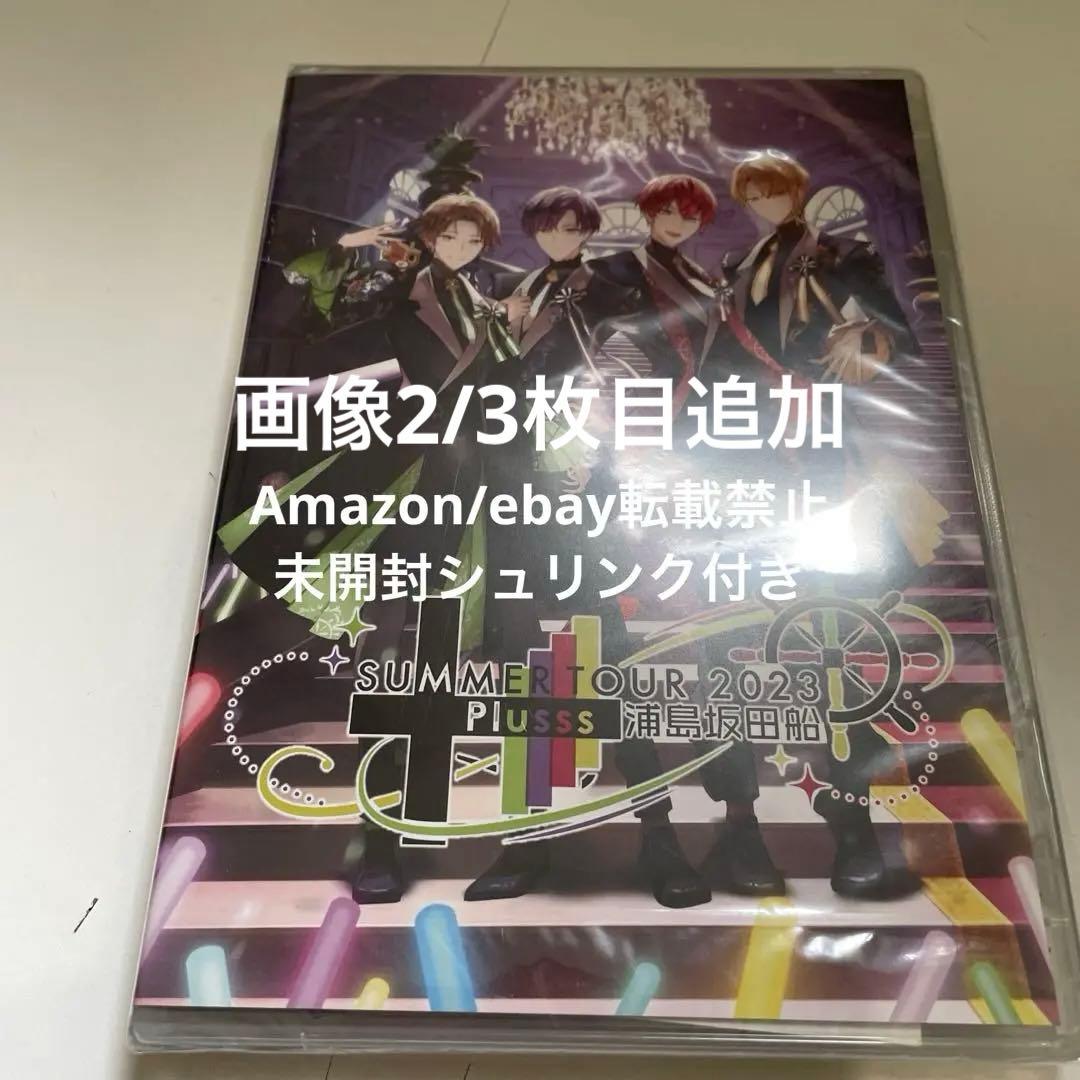 画像2/3枚目追加
Amazon/ebay転載禁止
未開封シュリンク付き
SUMMER TOUR 2023
Plusss 浦島坂田船